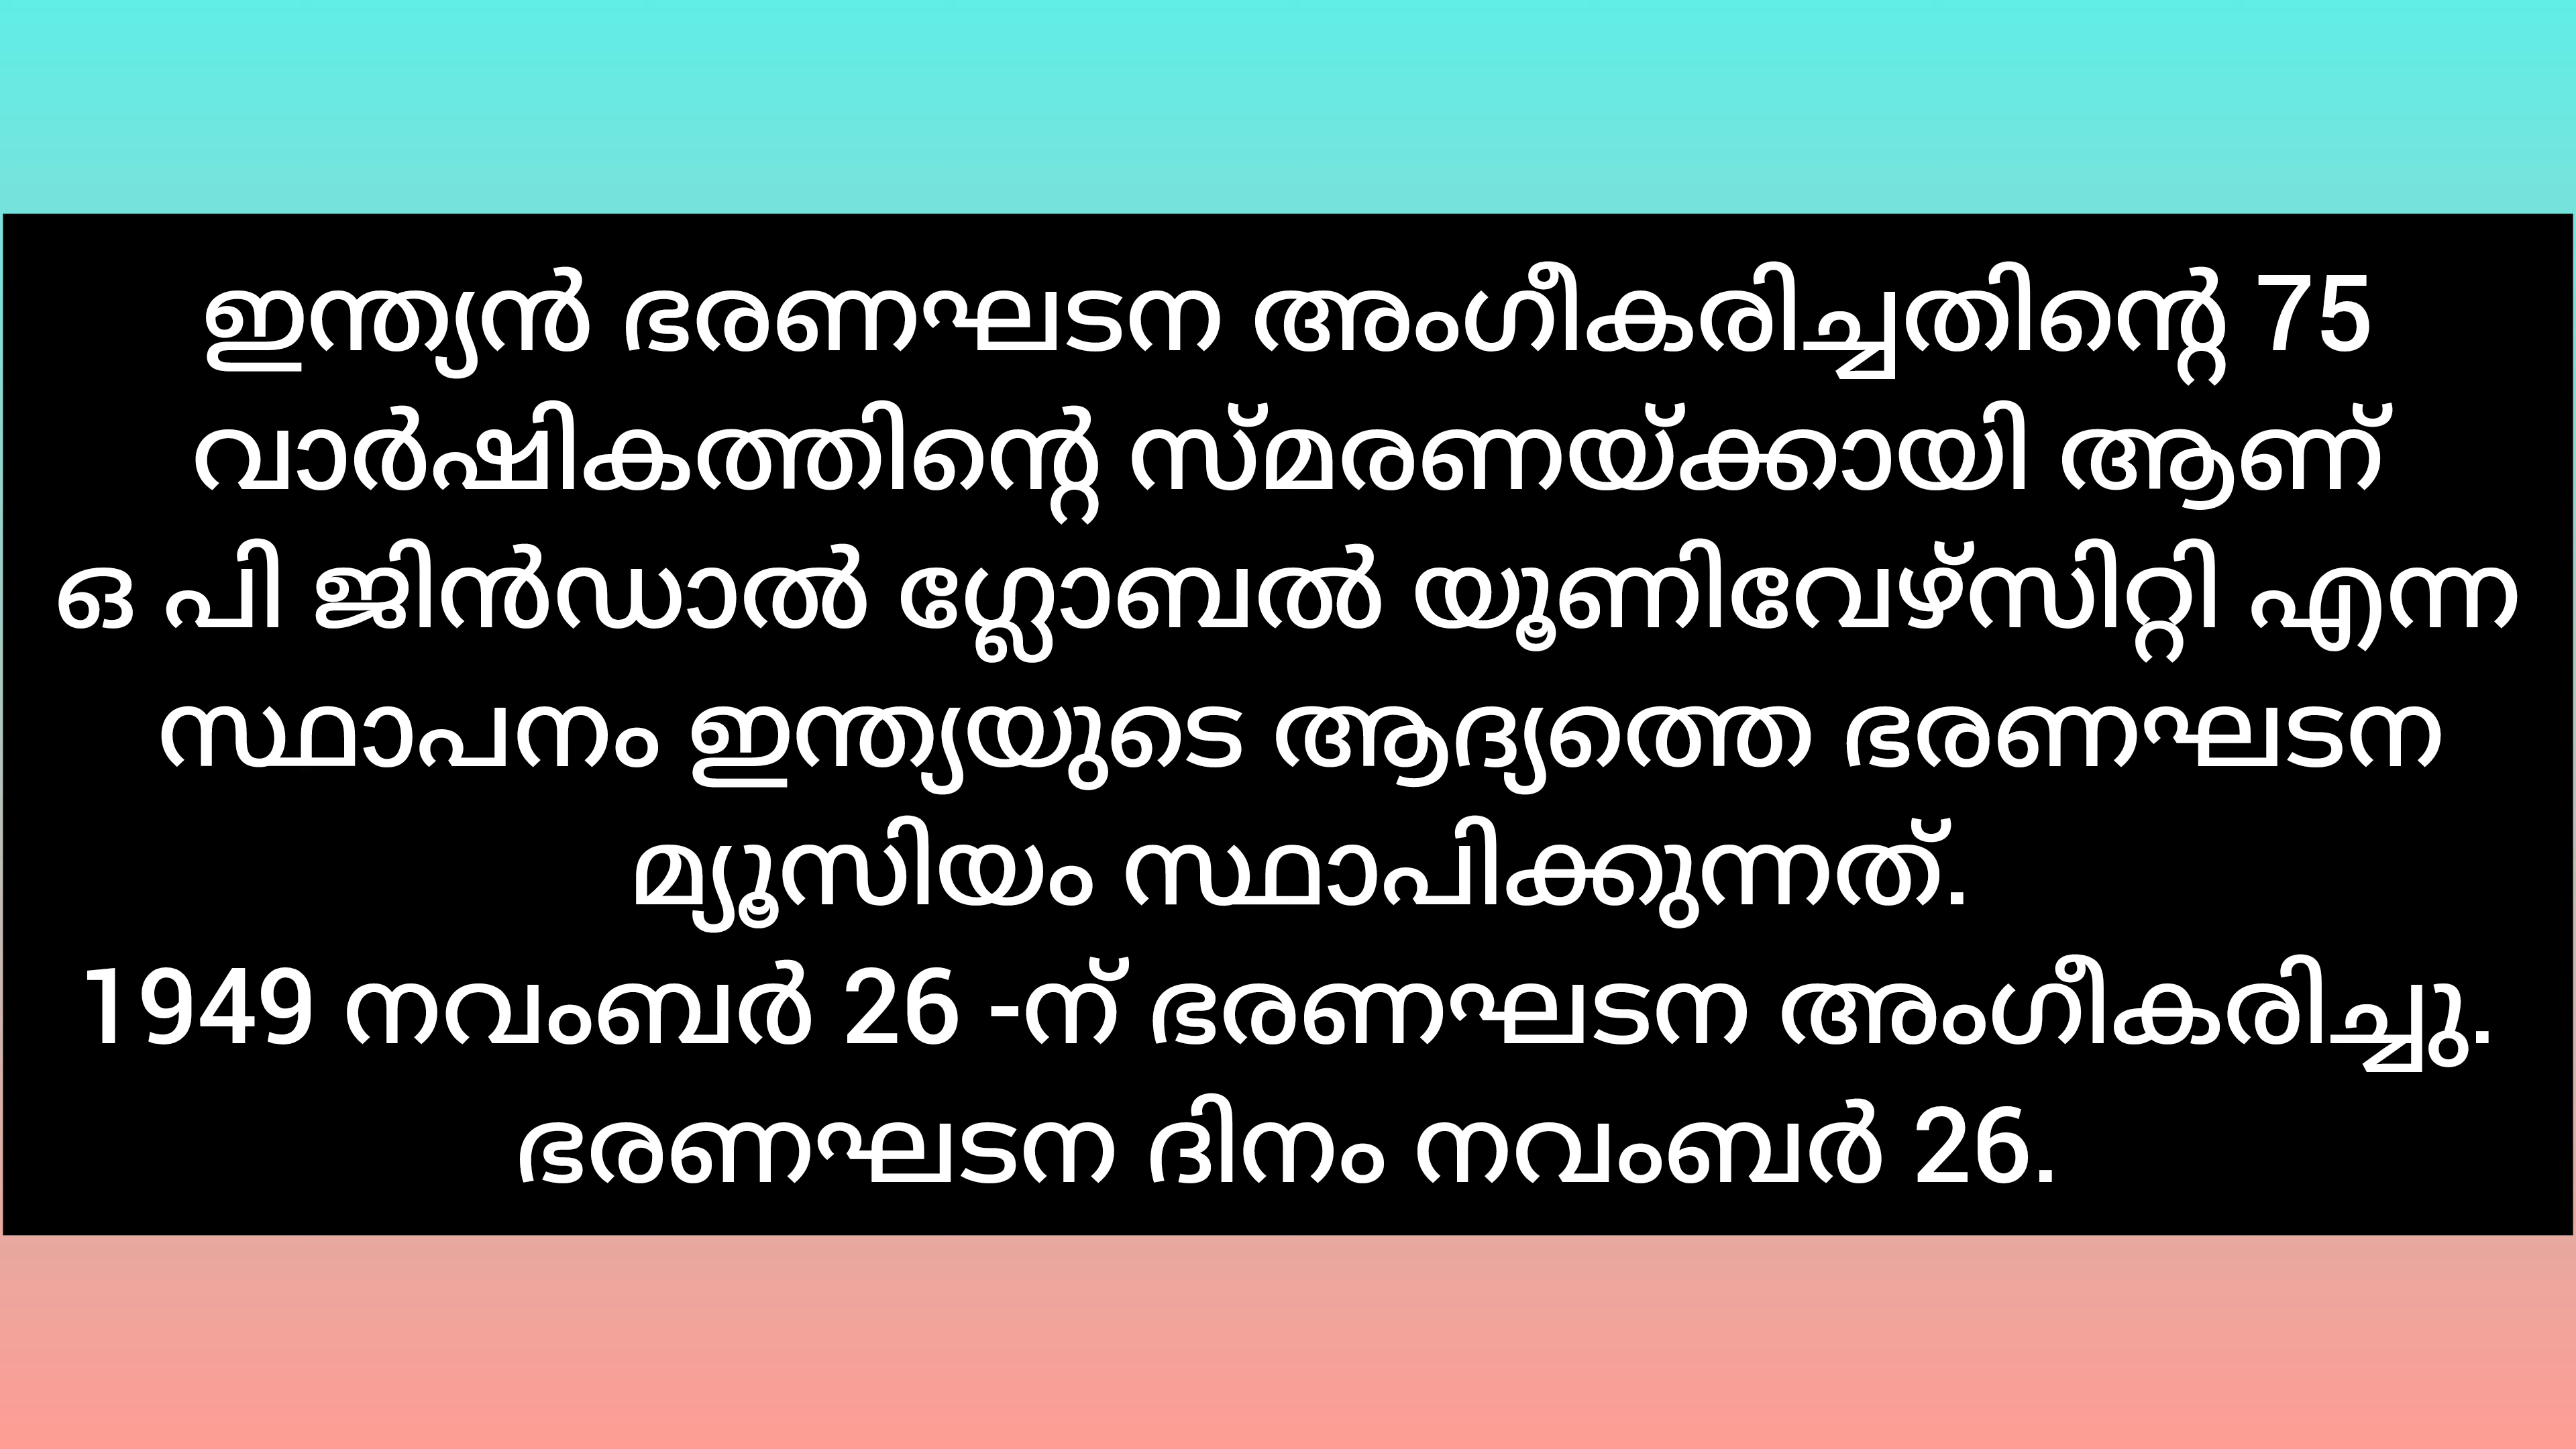 ഇന്ത്യൻ ഭരണഘടന അംഗീകരിച്ചതിന്റെ 75
വാർഷികത്തിന്റെ സ്മരണയ്ക്കായി ആണ്
ഒ പി ജിൻഡാൽ ഗ്ലോബൽ യൂണിവേഴ്സിറ്റി എന്ന
സ്ഥാപനം ഇന്ത്യയുടെ ആദ്യത്തെ ഭരണഘടന
മ്യൂസിയം സ്ഥാപിക്കുന്നത്.
1949 നവംബർ 26 -ന് ഭരണഘടന അംഗീകരിച്ചു.
ഭരണഘടന ദിനം നവംബർ 26.